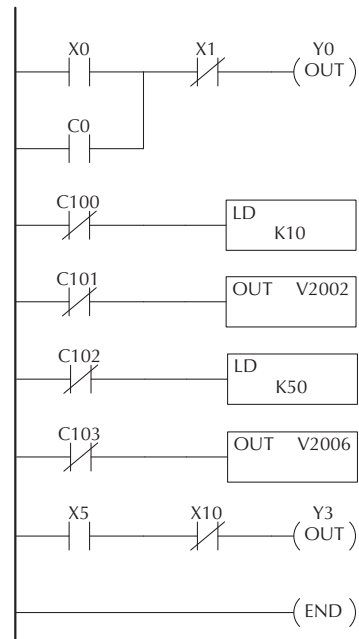 X0 X1 Y0
OUT
C0
C100
LD
K10
C101
OUT V2002
C102
LD
K50
C103
OUT V2006
X5 X10 Y3
OUT
END